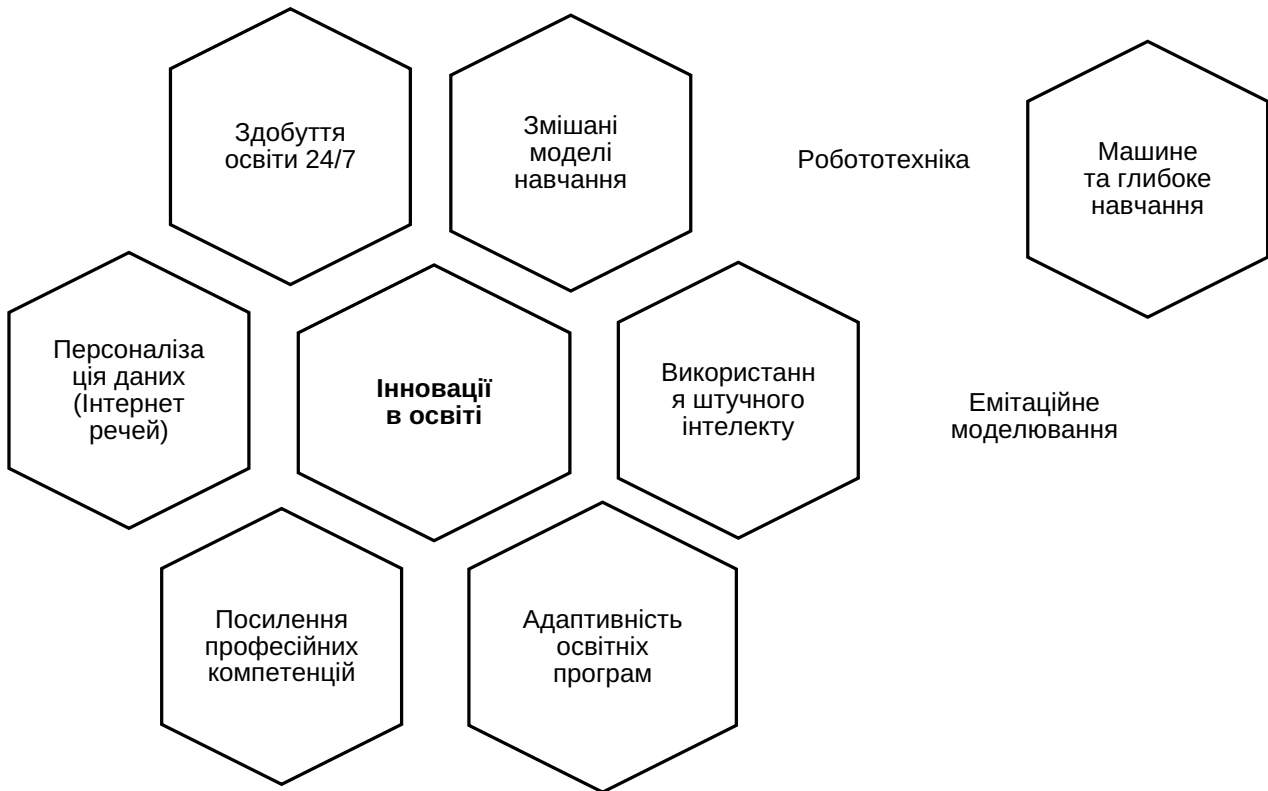 Здобуття
освіти 24/7
Змішані
моделі
навчання
Робототехніка
Машине
та глибоке
навчання
Персоналіза
ція даних
(Інтернет
речей)
Інновації
в освіті
Використанн
я штучного
інтелекту
Емітаційне
моделювання
Посилення
професійних
компетенцій
Адаптивність
освітніх
програм